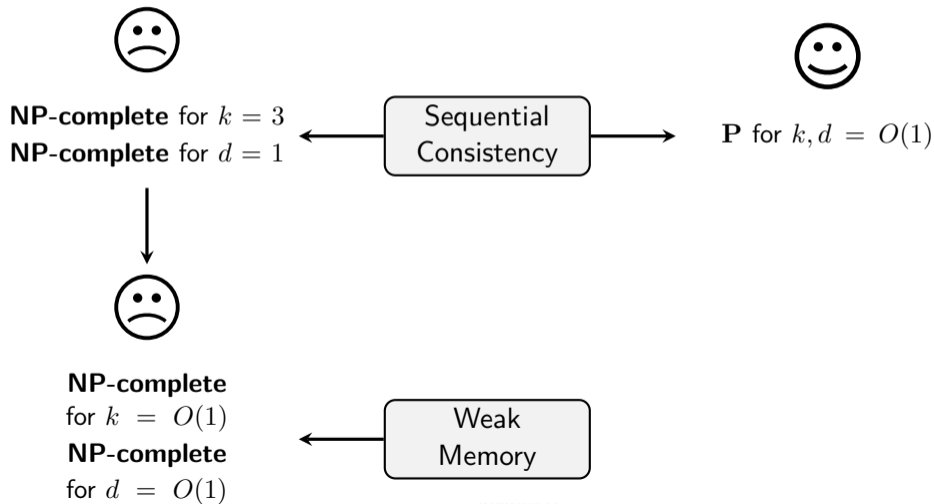 NP-complete for k = 3
NP-complete for d = 1
Sequential
Consistency
P for k, d = O(1)
NP-complete
for k = O(1)
NP-complete
for d = O(1)
Weak
Memory